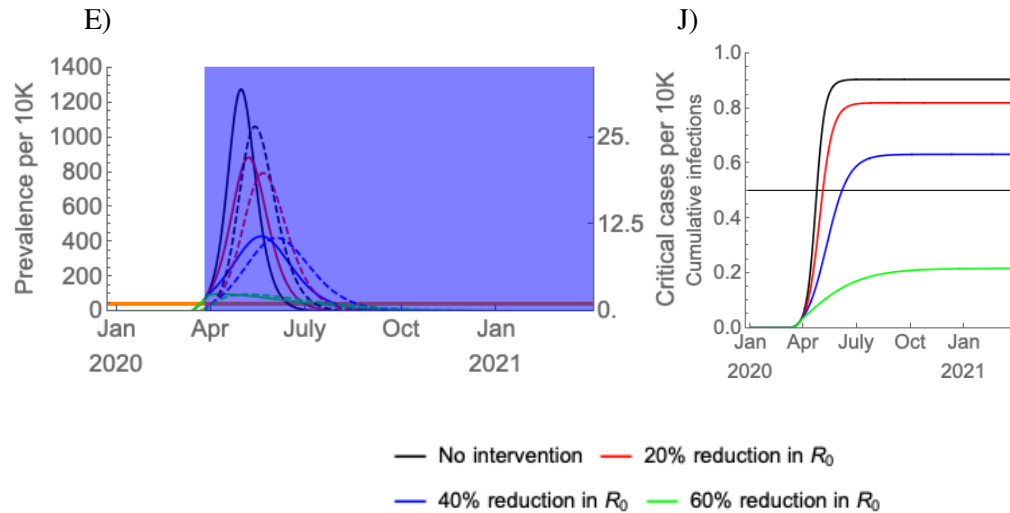 E)
J)
Prevalence per 10K
1400
1200
1000
800
600
400
200
0
25.
12.5
0.
Jan
Apr
July
Oct
Jan
2020
2021
Critical cases per 10K
Cumulative infections
1.0
0.8
0.6
0.4
0.2
0.0
Jan
Apr
July
Oct
Jan
2020
2021
No intervention
20% reduction in R₀
40% reduction in R₀
60% reduction in R₀